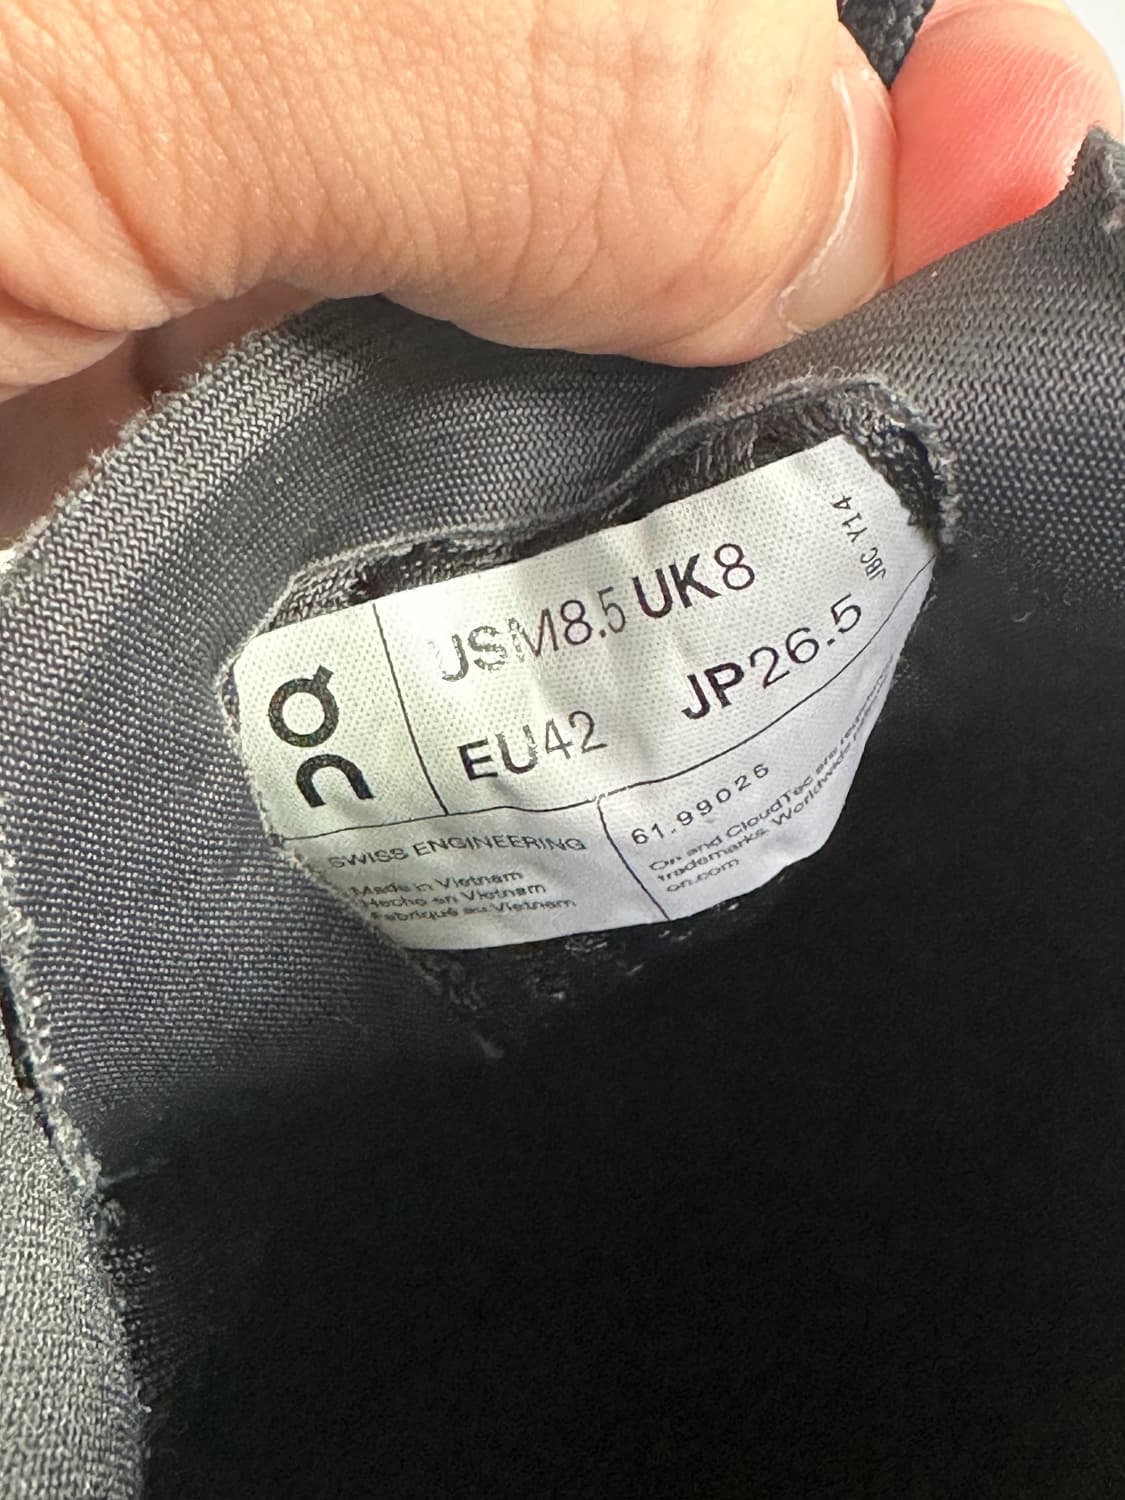 On
USM8.5 UK8
EU42 JP26.5
JBC Y14
SWISS ENGINEERING
Made in Vietnam
Hecho en Vietnam
Fabriqué au Vietnam
61.99026
On and CloudTec are
trademarks. Worldwide
on.com